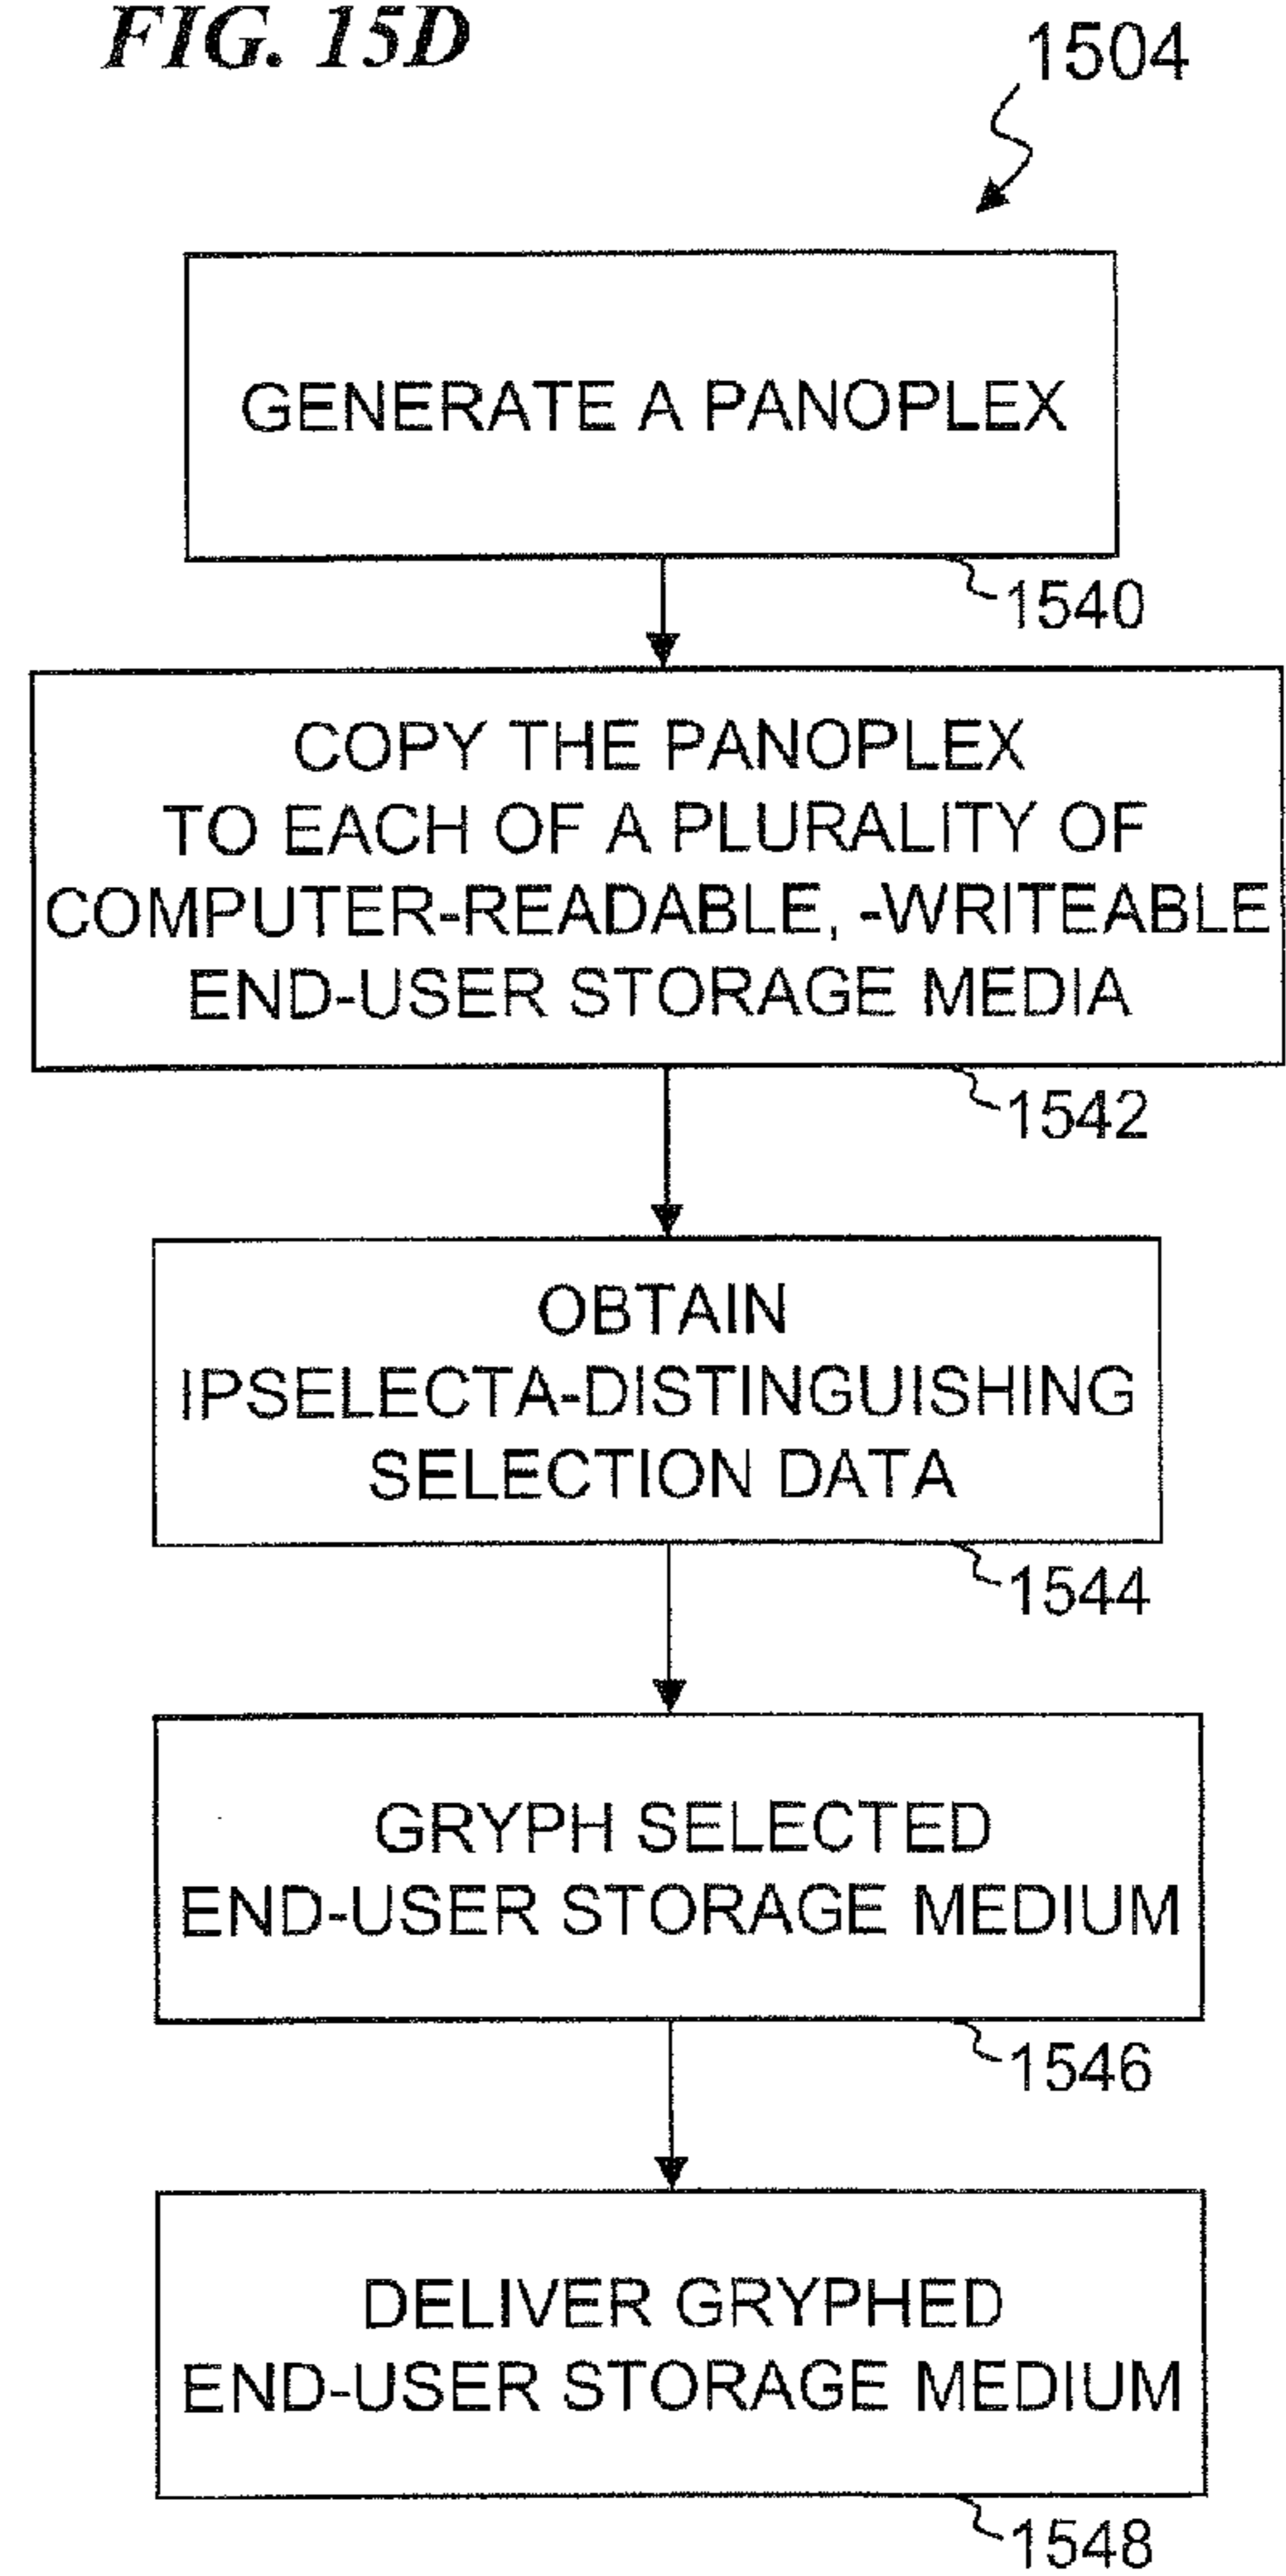 FIG. 15D
1504
GENERATE A PANOPLEX
1540
COPY THE PANOPLEX
TO EACH OF A PLURALITY OF
COMPUTER-READABLE, -WRITEABLE
END-USER STORAGE MEDIA
1542
OBTAIN
IPSELECTA-DISTINGUISHING
SELECTION DATA
1544
GRYPH SELECTED
END-USER STORAGE MEDIUM
1546
DELIVER GRYPHED
END-USER STORAGE MEDIUM
1548